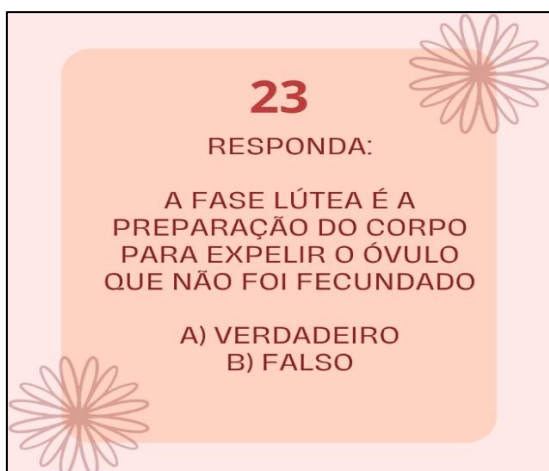 23
RESPONDA:
A FASE LÚTEA É A
PREPARAÇÃO DO CORPO
PARA EXPELIR O ÓVULO
QUE NÃO FOI FECUNDADO
A) VERDADEIRO
B) FALSO